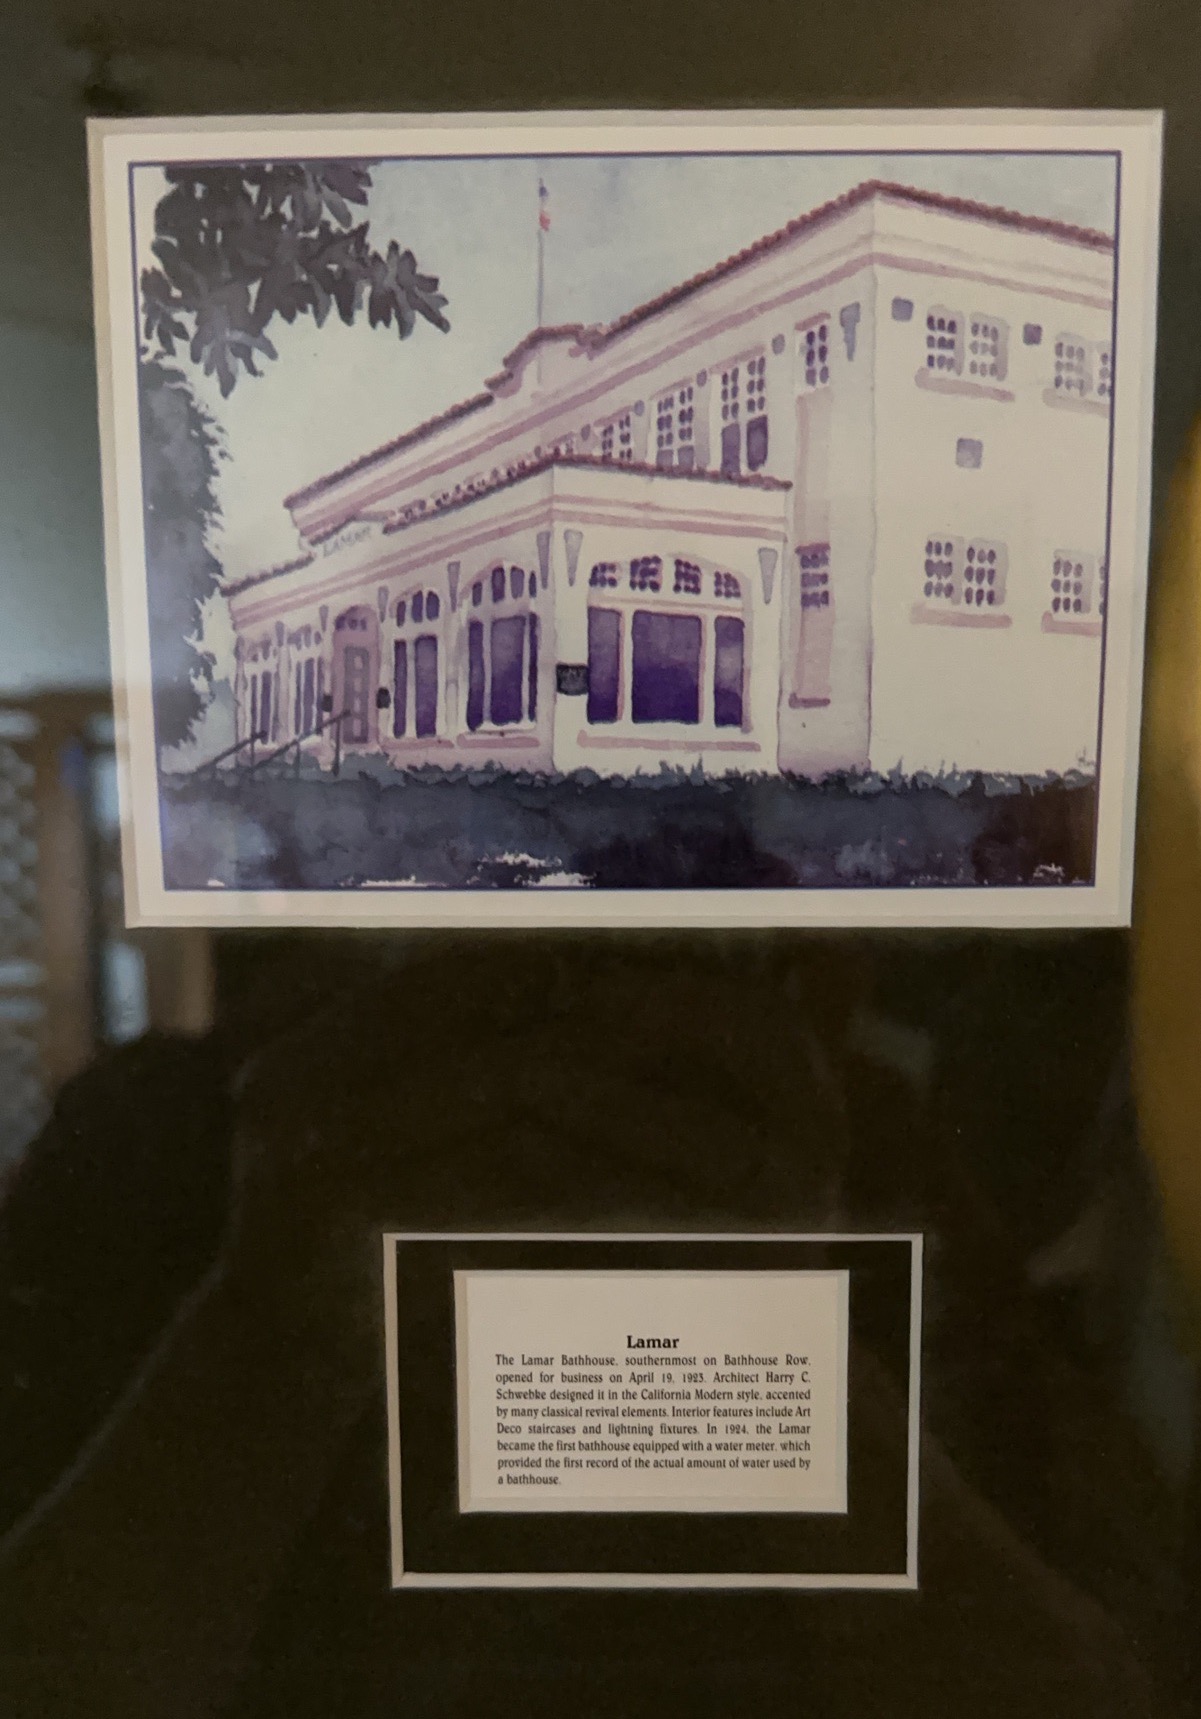 LAMAR
Lamar
The Lamar Bathhouse, southernmost on Bathhouse Row,
opened for business on April 19, 1923. Architect Harry C.
Schwebke designed it in the California Modern style, accented
by many classical revival elements. Interior features include Art
Deco staircases and lightning fixtures. In 1924, the Lamar
became the first bathhouse equipped with a water meter, which
provided the first record of the actual amount of water used by
a bathhouse.